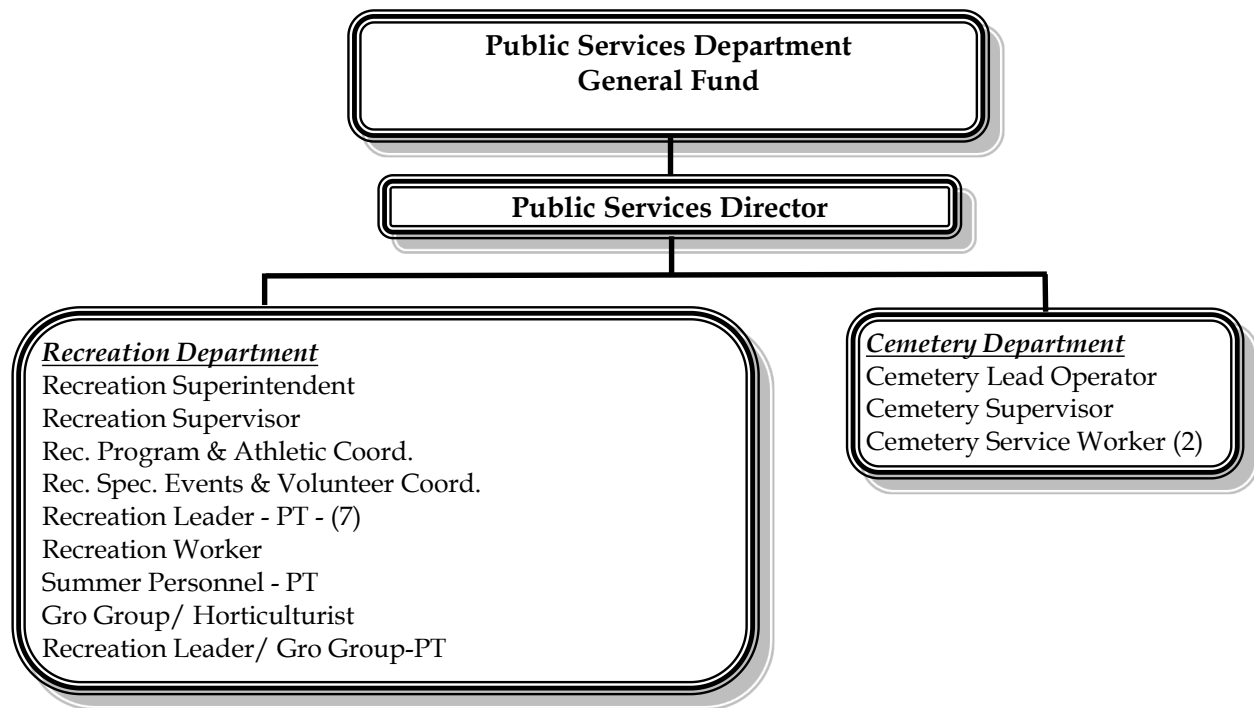 Public Services Department
General Fund
Public Services Director
Recreation Department
Recreation Superintendent
Recreation Supervisor
Rec. Program & Athletic Coord.
Rec. Spec. Events & Volunteer Coord.
Recreation Leader - PT - (7)
Recreation Worker
Summer Personnel - PT
Gro Group/ Horticulturist
Recreation Leader/ Gro Group-PT
Cemetery Department
Cemetery Lead Operator
Cemetery Supervisor
Cemetery Service Worker (2)